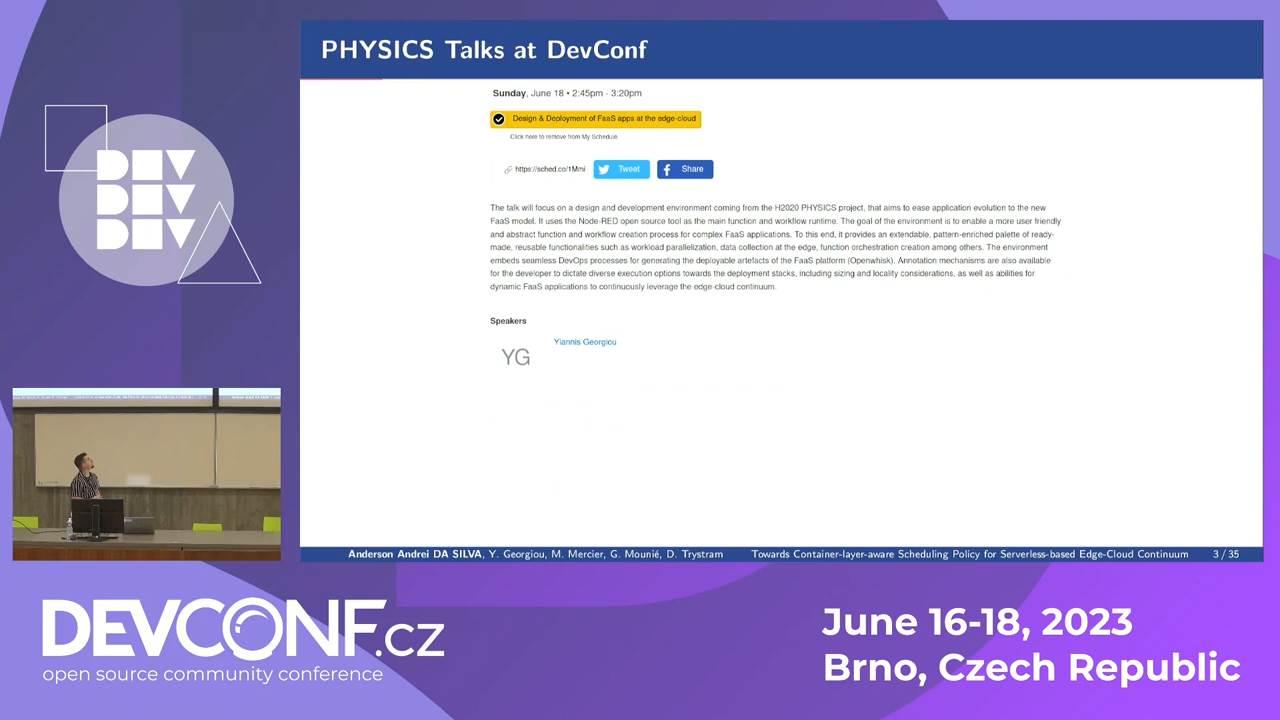 PHYSICS Talks at DevConf
Sunday, June 18 • 2:45pm - 3:20pm
Design & Deployment of FaaS apps at the edge-cloud
Click here to remove from My Schedule.
https://sched.co/1Mmi
Tweet
Share
The talk will focus on a design and development environment coming from the H2020 PHYSICS project, that aims to ease application evolution to the new
FaaS model. It uses the Node-RED open source tool as the main function and workflow runtime. The goal of the environment is to enable a more user friendly
and abstract function and workflow creation process for complex FaaS applications. To this end, it provides an extendable, pattern-enriched palette of ready-
made, reusable functionalities such as workload parallelization, data collection at the edge, function orchestration creation among others. The environment
embeds seamless DevOps processes for generating the deployable artefacts of the FaaS platform (Openwhisk). Annotation mechanisms are also available
for the developer to dictate diverse execution options towards the deployment stacks, including sizing and locality considerations, as well as abilities for
dynamic FaaS applications to continuously leverage the edge-cloud continuum.
Speakers
YG
Yiannis Georgiou
Anderson Andrei DA SILVA, Y. Georgiou, M. Mercier, G. Mounié, D. Trystram
Towards Container-layer-aware Scheduling Policy for Serverless-based Edge-Cloud Continuum
3 / 35
DEV
DEV
DEV
DEVCONF.cz
open source community conference
June 16-18, 2023
Brno, Czech Republic